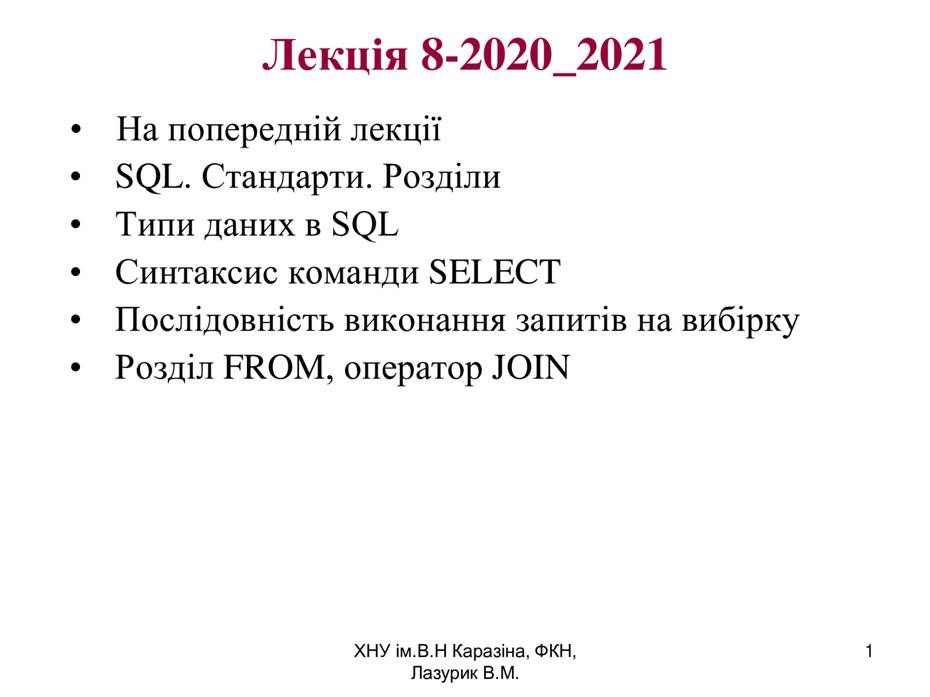 Лекція 8-2020_2021
• На попередній лекції
• SQL. Стандарти. Розділи
• Типи даних в SQL
• Синтаксис команди SELECT
• Послідовність виконання запитів на вибірку
• Розділ FROM, оператор JOIN
ХНУ ім.В.Н Каразіна, ФКН,
Лазурик В.М.
1